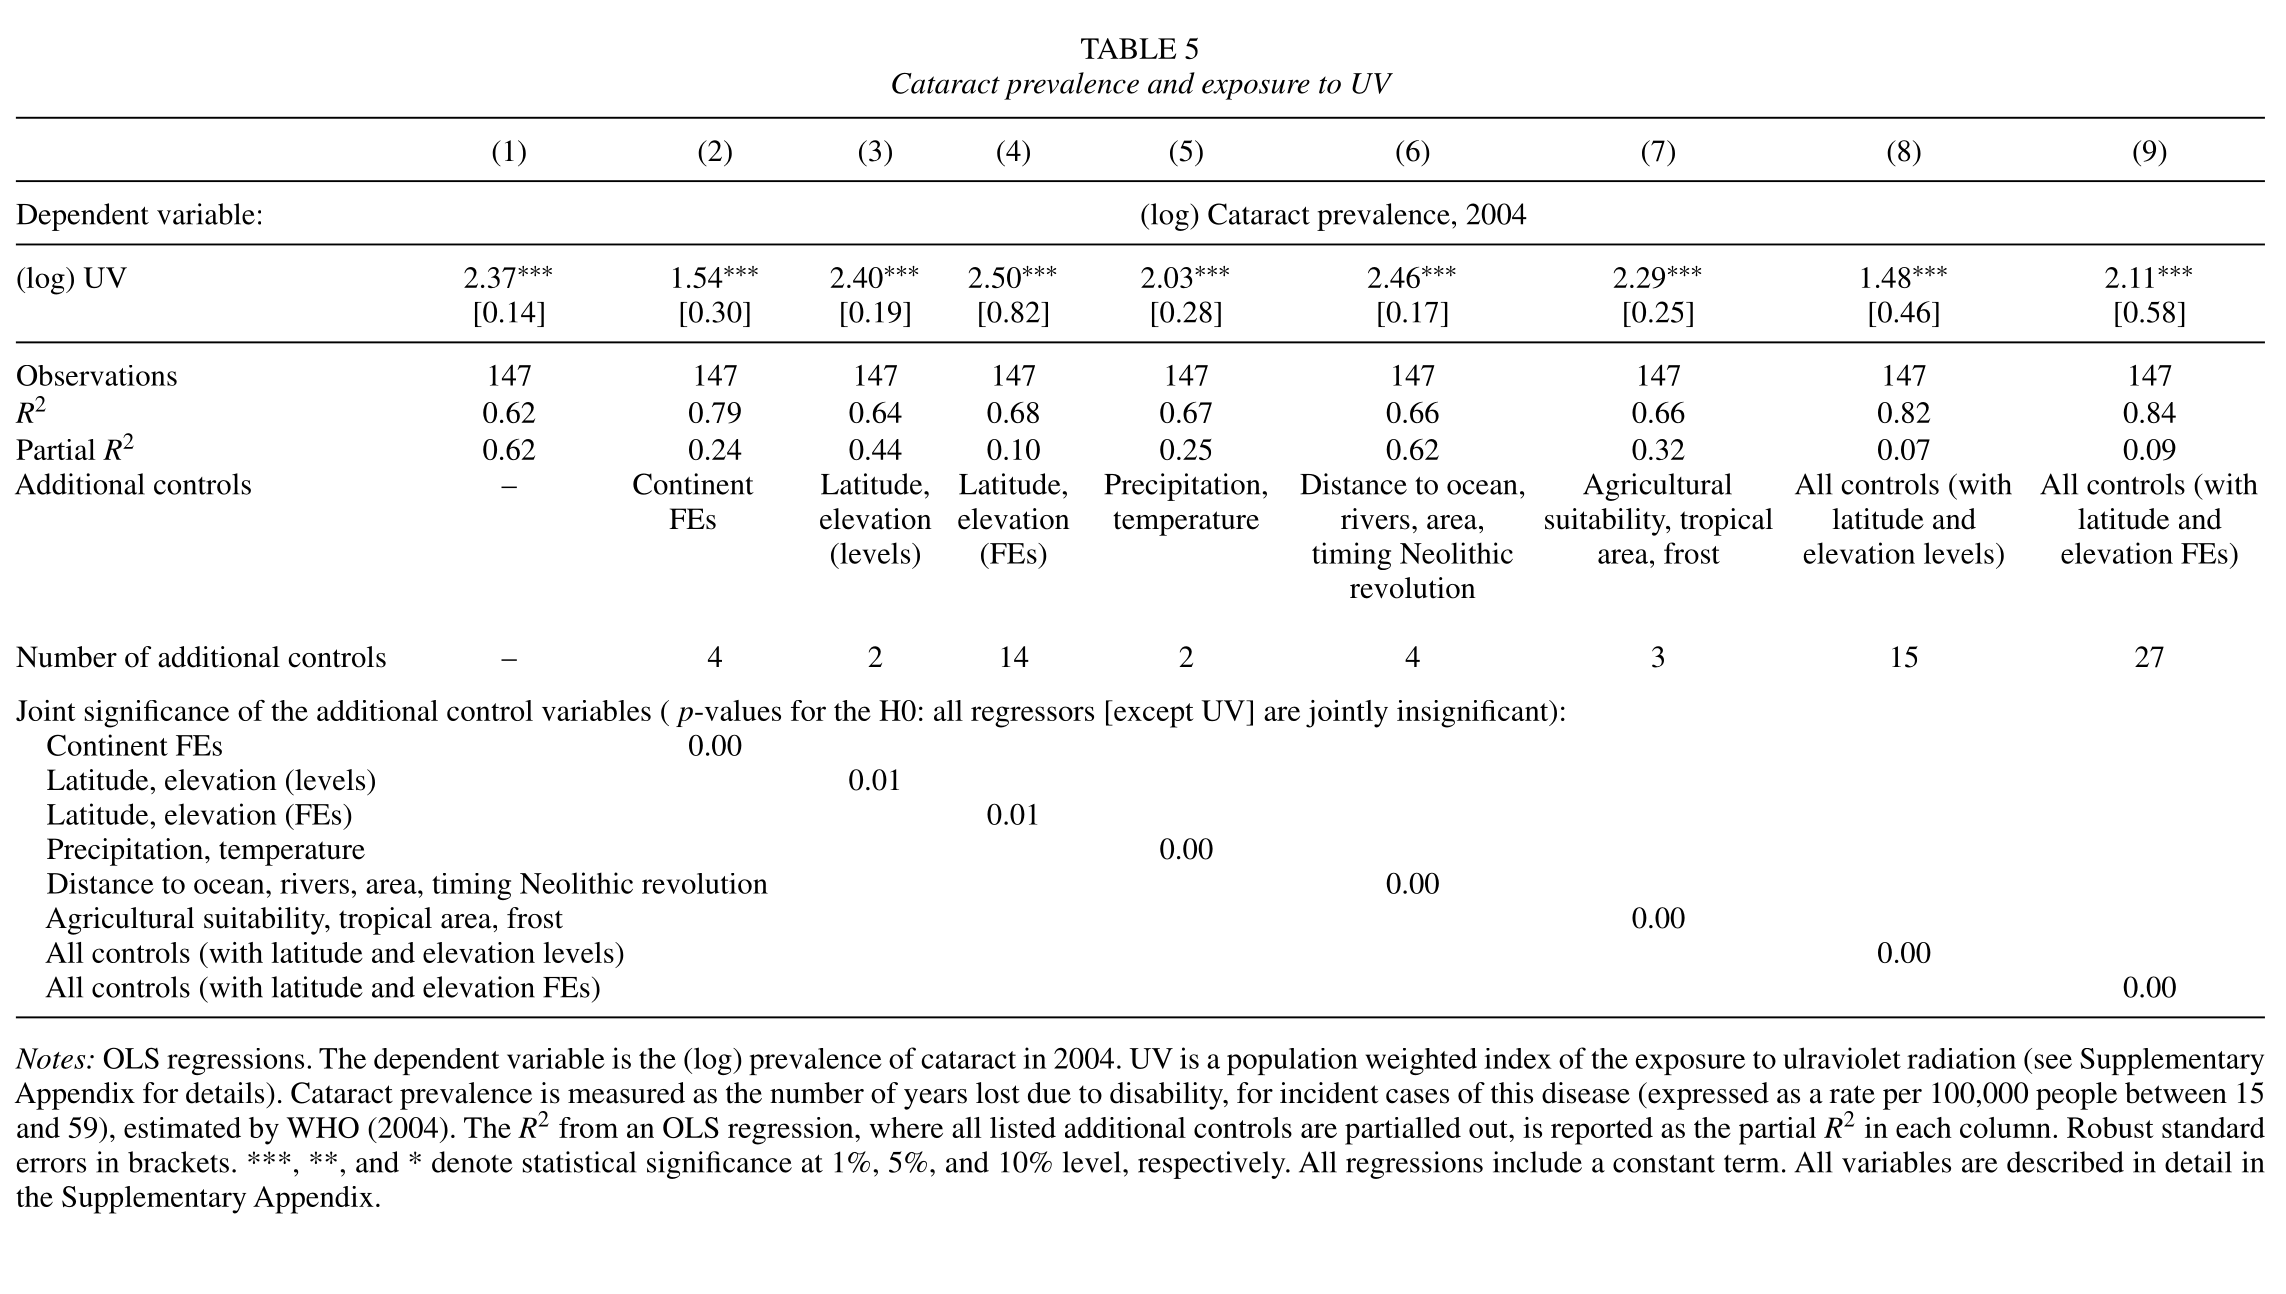 TABLE 5
Cataract prevalence and exposure to UV
(1) (2) (3) (4) (5) (6) (7) (8) (9)
Dependent variable: (log) Cataract prevalence, 2004
(log) UV 2.37*** 1.54*** 2.40*** 2.50*** 2.03*** 2.46*** 2.29*** 1.48*** 2.11***
[0.14] [0.30] [0.19] [0.82] [0.28] [0.17] [0.25] [0.46] [0.58]
Observations 147 147 147 147 147 147 147 147 147
R2 0.62 0.79 0.64 0.68 0.67 0.66 0.66 0.82 0.84
Partial R2 0.62 0.24 0.44 0.10 0.25 0.62 0.32 0.07 0.09
Additional controls – Continent Latitude, Latitude, Precipitation, Distance to ocean, Agricultural All controls (with All controls (with
FEs elevation elevation temperature rivers, area, suitability, tropical latitude and latitude and
(levels) (FEs) timing Neolithic area, frost elevation levels) elevation FEs)
revolution
Number of additional controls – 4 2 14 2 4 3 15 27
Joint significance of the additional control variables ( p-values for the H0: all regressors [except UV] are jointly insignificant):
Continent FEs 0.00
Latitude, elevation (levels) 0.01
Latitude, elevation (FEs) 0.01
Precipitation, temperature 0.00
Distance to ocean, rivers, area, timing Neolithic revolution 0.00
Agricultural suitability, tropical area, frost 0.00
All controls (with latitude and elevation levels) 0.00
All controls (with latitude and elevation FEs) 0.00
Notes: OLS regressions. The dependent variable is the (log) prevalence of cataract in 2004. UV is a population weighted index of the exposure to ulraviolet radiation (see Supplementary
Appendix for details). Cataract prevalence is measured as the number of years lost due to disability, for incident cases of this disease (expressed as a rate per 100,000 people between 15
and 59), estimated by WHO (2004). The R2 from an OLS regression, where all listed additional controls are partialled out, is reported as the partial R2 in each column. Robust standard
errors in brackets. ***, **, and * denote statistical significance at 1%, 5%, and 10% level, respectively. All regressions include a constant term. All variables are described in detail in
the Supplementary Appendix.